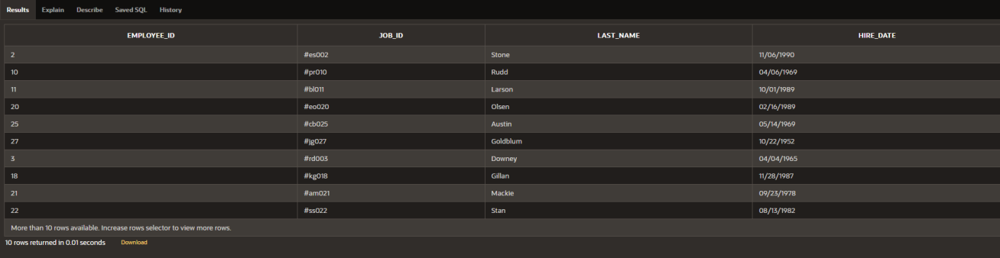 Results Explain Describe Saved SQL History
EMPLOYEE_ID JOB_ID LAST_NAME HIRE_DATE
2 #es002 Stone 11/06/1990
10 #pr010 Rudd 04/06/1969
11 #bl011 Larson 10/01/1989
20 #eo020 Olsen 02/16/1989
25 #cb025 Austin 05/14/1969
27 #jg027 Goldblum 10/22/1952
3 #rd003 Downey 04/04/1965
18 #kg018 Gillan 11/28/1987
21 #am021 Mackie 09/23/1978
22 #ss022 Stan 08/13/1982
More than 10 rows available. Increase rows selector to view more rows.
10 rows returned in 0.01 seconds Download